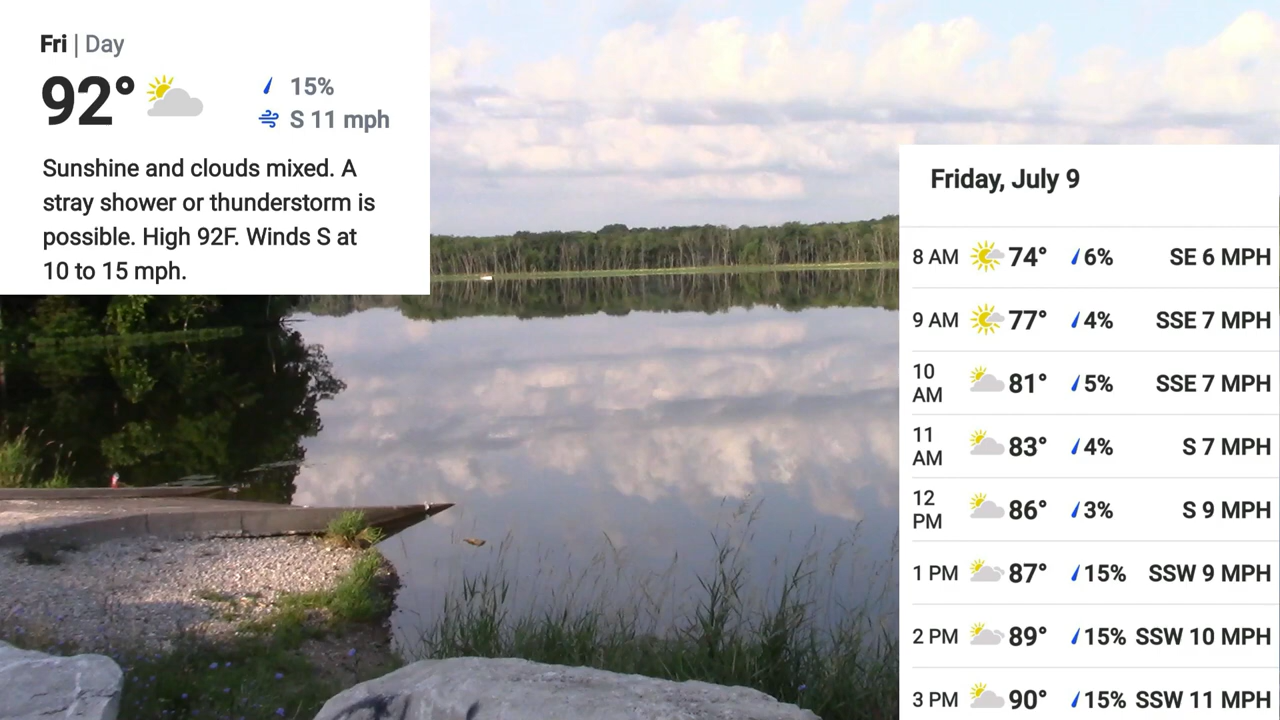 Fri | Day
92°
15%
S 11 mph
Sunshine and clouds mixed. A
stray shower or thunderstorm is
possible. High 92F. Winds S at
10 to 15 mph.
Friday, July 9
8 AM 74° 6% SE 6 MPH
9 AM 77° 4% SSE 7 MPH
10
AM 81° 5% SSE 7 MPH
11
AM 83° 4% S 7 MPH
12
PM 86° 3% S 9 MPH
1 PM 87° 15% SSW 9 MPH
2 PM 89° 15% SSW 10 MPH
3 PM 90° 15% SSW 11 MPH